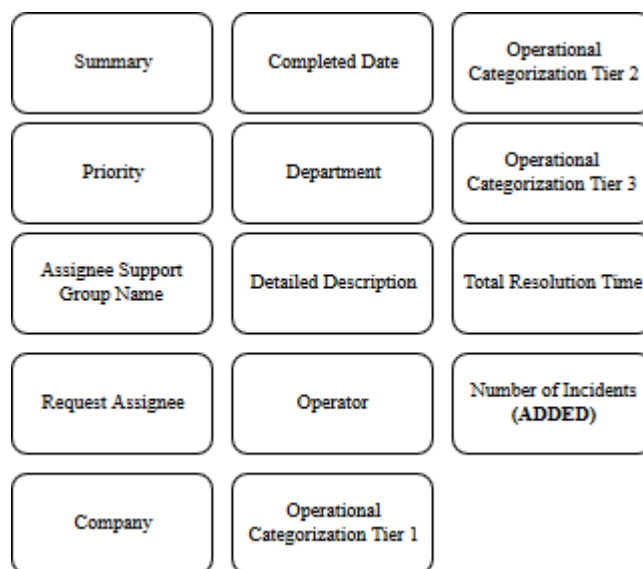 Summary
Completed Date
Operational
Categorization Tier 2
Priority
Department
Operational
Categorization Tier 3
Assignee Support
Group Name
Detailed Description
Total Resolution Time
Request Assignee
Operator
Number of Incidents
(ADDED)
Company
Operational
Categorization Tier 1